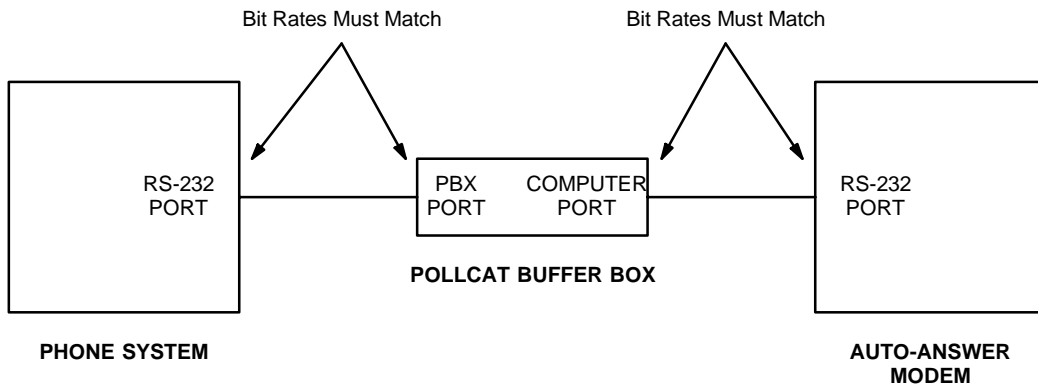 Bit Rates Must Match
Bit Rates Must Match
RS-232
PORT
PBX
PORT
COMPUTER
PORT
RS-232
PORT
POLLCAT BUFFER BOX
PHONE SYSTEM
AUTO-ANSWER
MODEM